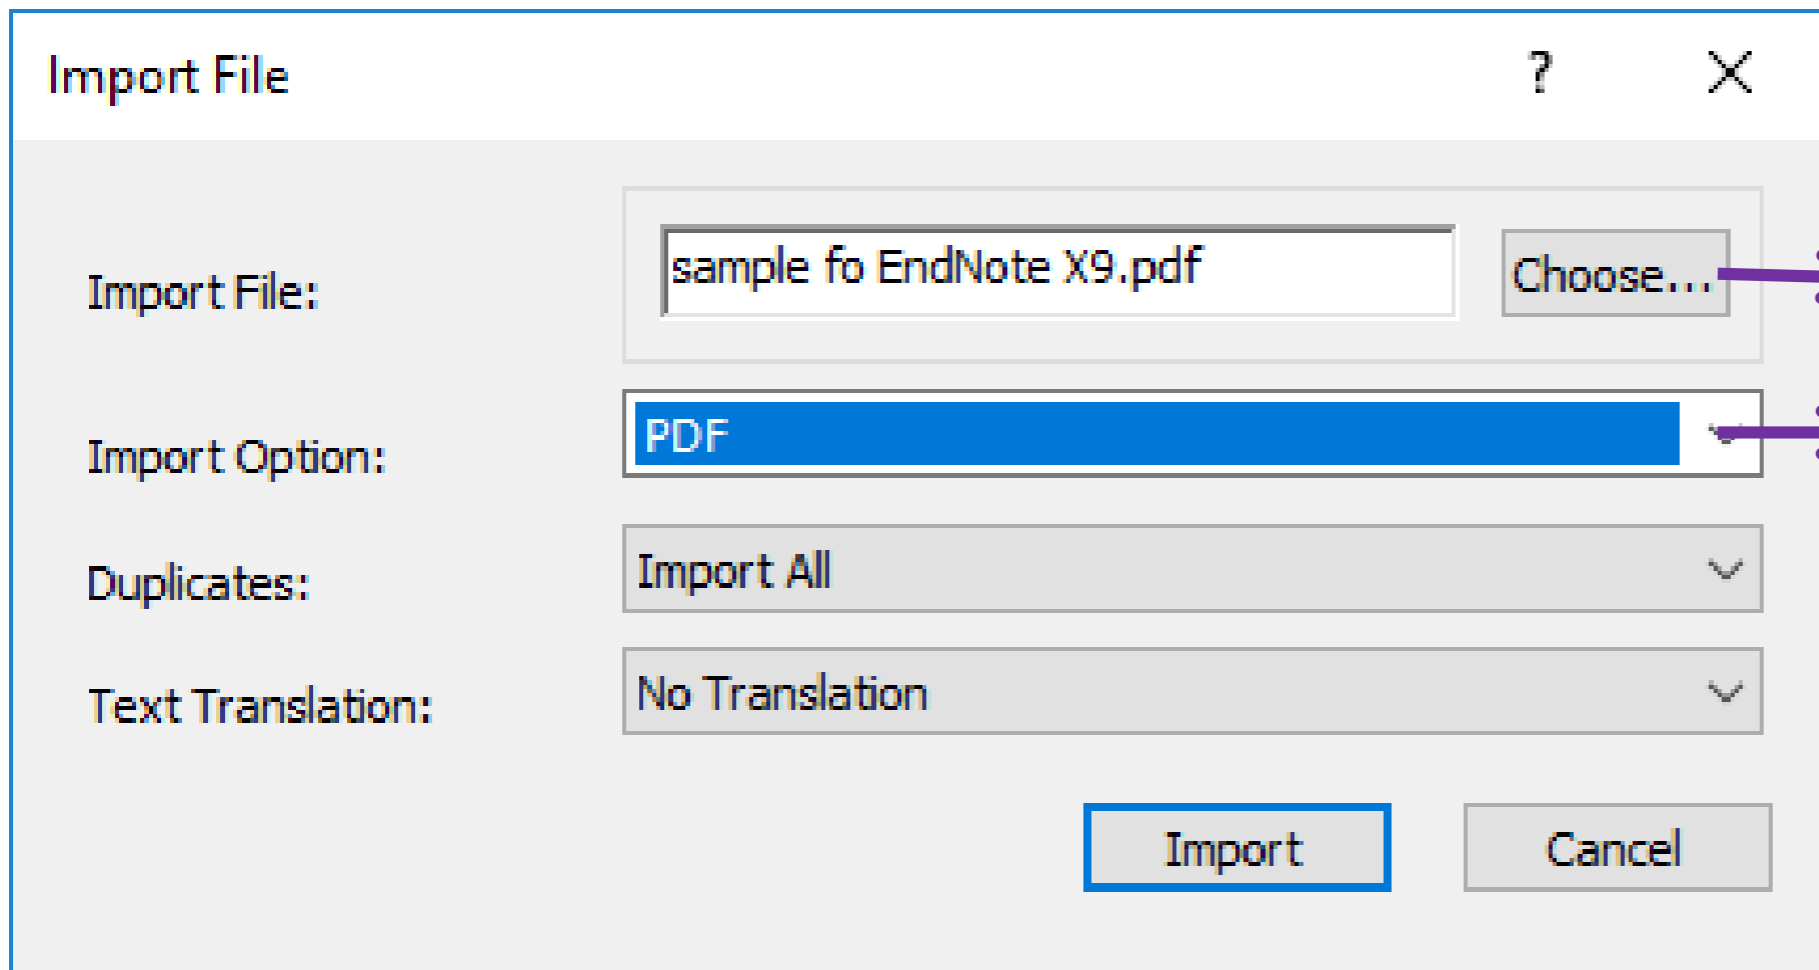 Import File
?
Import File:
sample fo EndNote X9.pdf
Choose...
Import Option:
PDF
Duplicates:
Import All
Text Translation:
No Translation
Import
Cancel